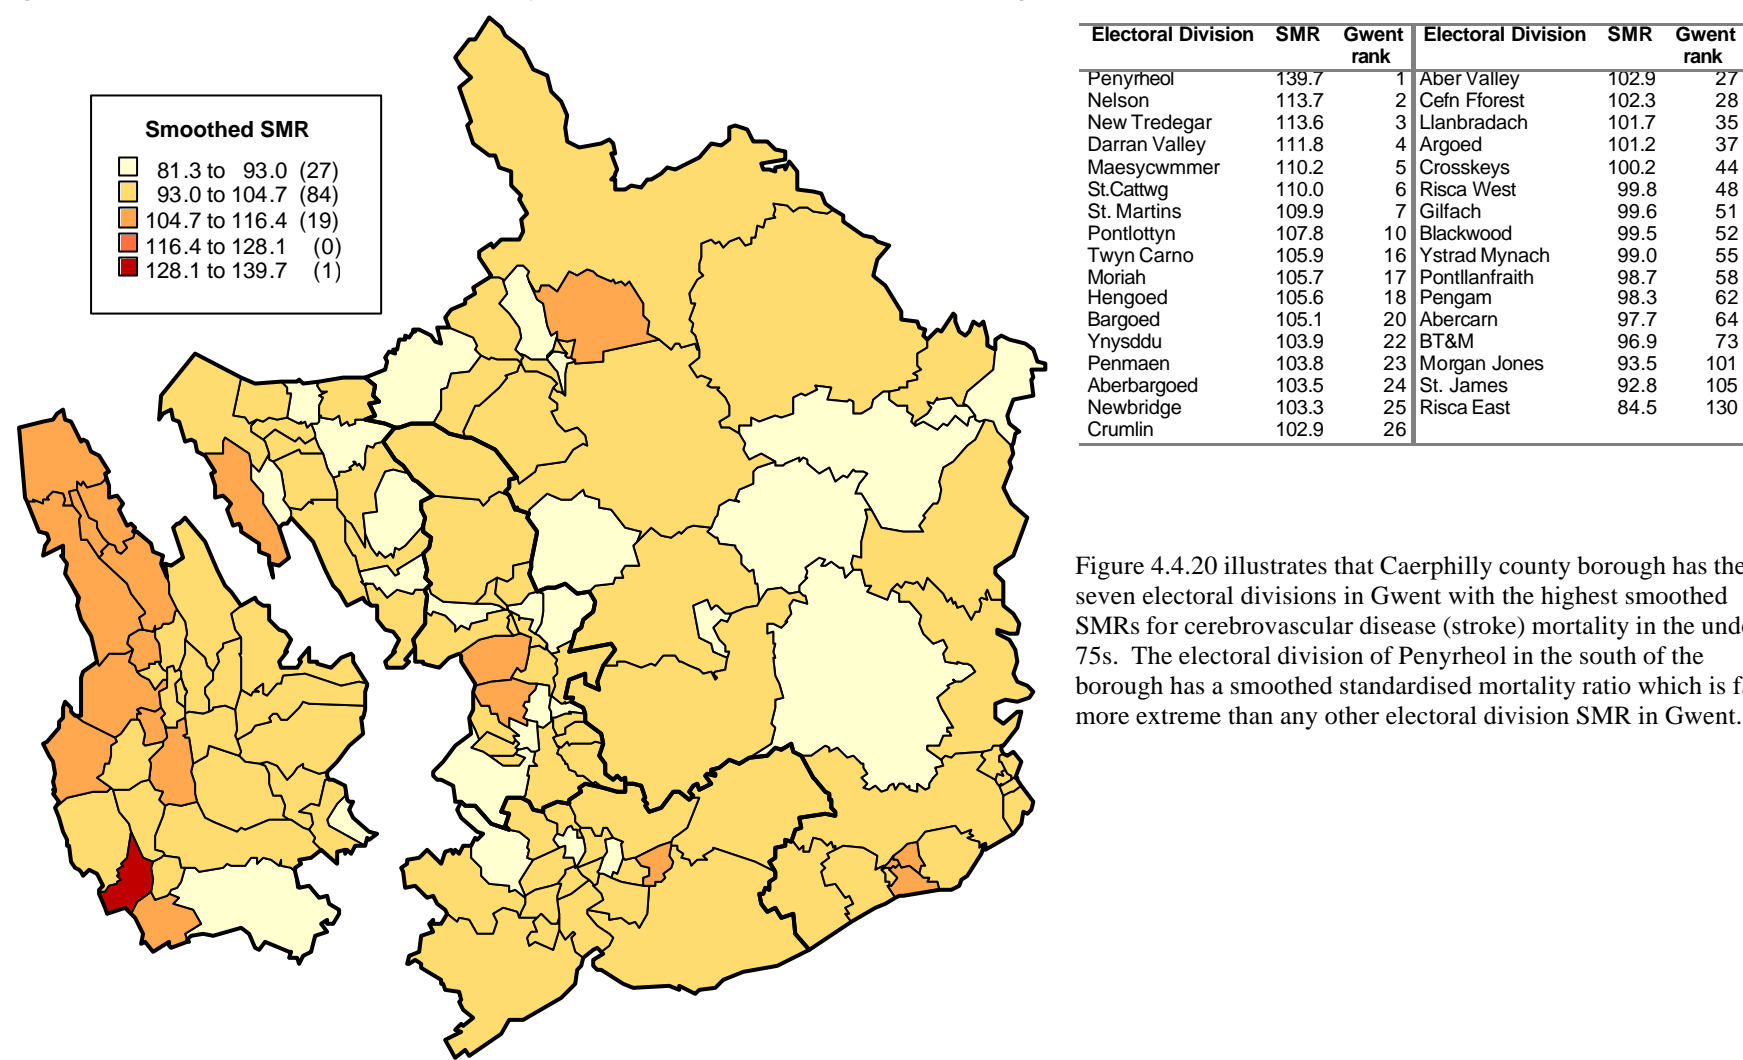 Smoothed SMR
81.3 to 93.0 (27)
93.0 to 104.7 (84)
104.7 to 116.4 (19)
116.4 to 128.1 (0)
128.1 to 139.7 (1)
Electoral Division SMR Gwent rank Electoral Division SMR Gwent rank
Penyrheol 139.7 1 Aber Valley 102.9 27
Nelson 113.7 2 Cefn Fforest 102.3 28
New Tredegar 113.6 3 Llanbradach 101.7 35
Darran Valley 111.8 4 Argoed 101.2 37
Maesycwmmer 110.2 5 Crosskeys 100.2 44
St.Cattwg 110.0 6 Risca West 99.8 48
St. Martins 109.9 7 Gilfach 99.6 51
Pontlottyn 107.8 10 Blackwood 99.5 52
Twyn Carno 105.9 16 Ystrad Mynach 99.0 55
Moriah 105.7 17 Pontllanfraith 98.7 58
Hengoed 105.6 18 Pengam 98.3 62
Bargoed 105.1 20 Abercarn 97.7 64
Ynysddu 103.9 22 BT&M 96.9 73
Penmaen 103.8 23 Morgan Jones 93.5 101
Aberbargoed 103.5 24 St. James 92.8 105
Newbridge 103.3 25 Risca East 84.5 130
Crumlin 102.9 26
Figure 4.4.20 illustrates that Caerphilly county borough has the
seven electoral divisions in Gwent with the highest smoothed
SMRs for cerebrovascular disease (stroke) mortality in the und
75s. The electoral division of Penyrheol in the south of the
borough has a smoothed standardised mortality ratio which is f
more extreme than any other electoral division SMR in Gwent.